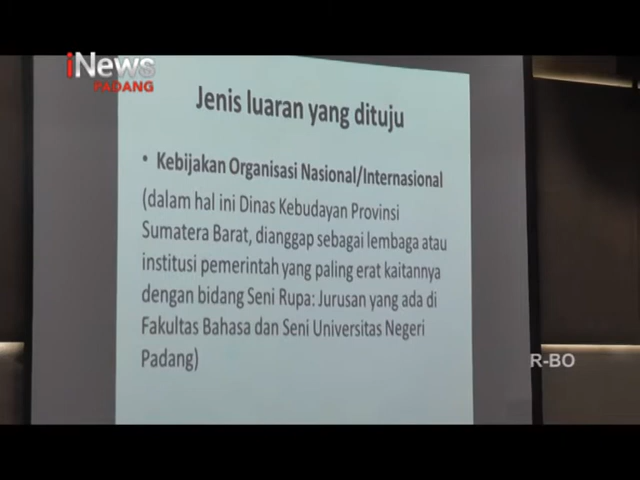 iNews
PADANG
Jenis luaran yang dituju
• Kebijakan Organisasi Nasional/Internasional
(dalam hal ini Dinas Kebudayan Provinsi
Sumatera Barat, dianggap sebagai lembaga atau
institusi pemerintah yang paling erat kaitannya
dengan bidang Seni Rupa: Jurusan yang ada di
Fakultas Bahasa dan Seni Universitas Negeri
Padang)
R-BO